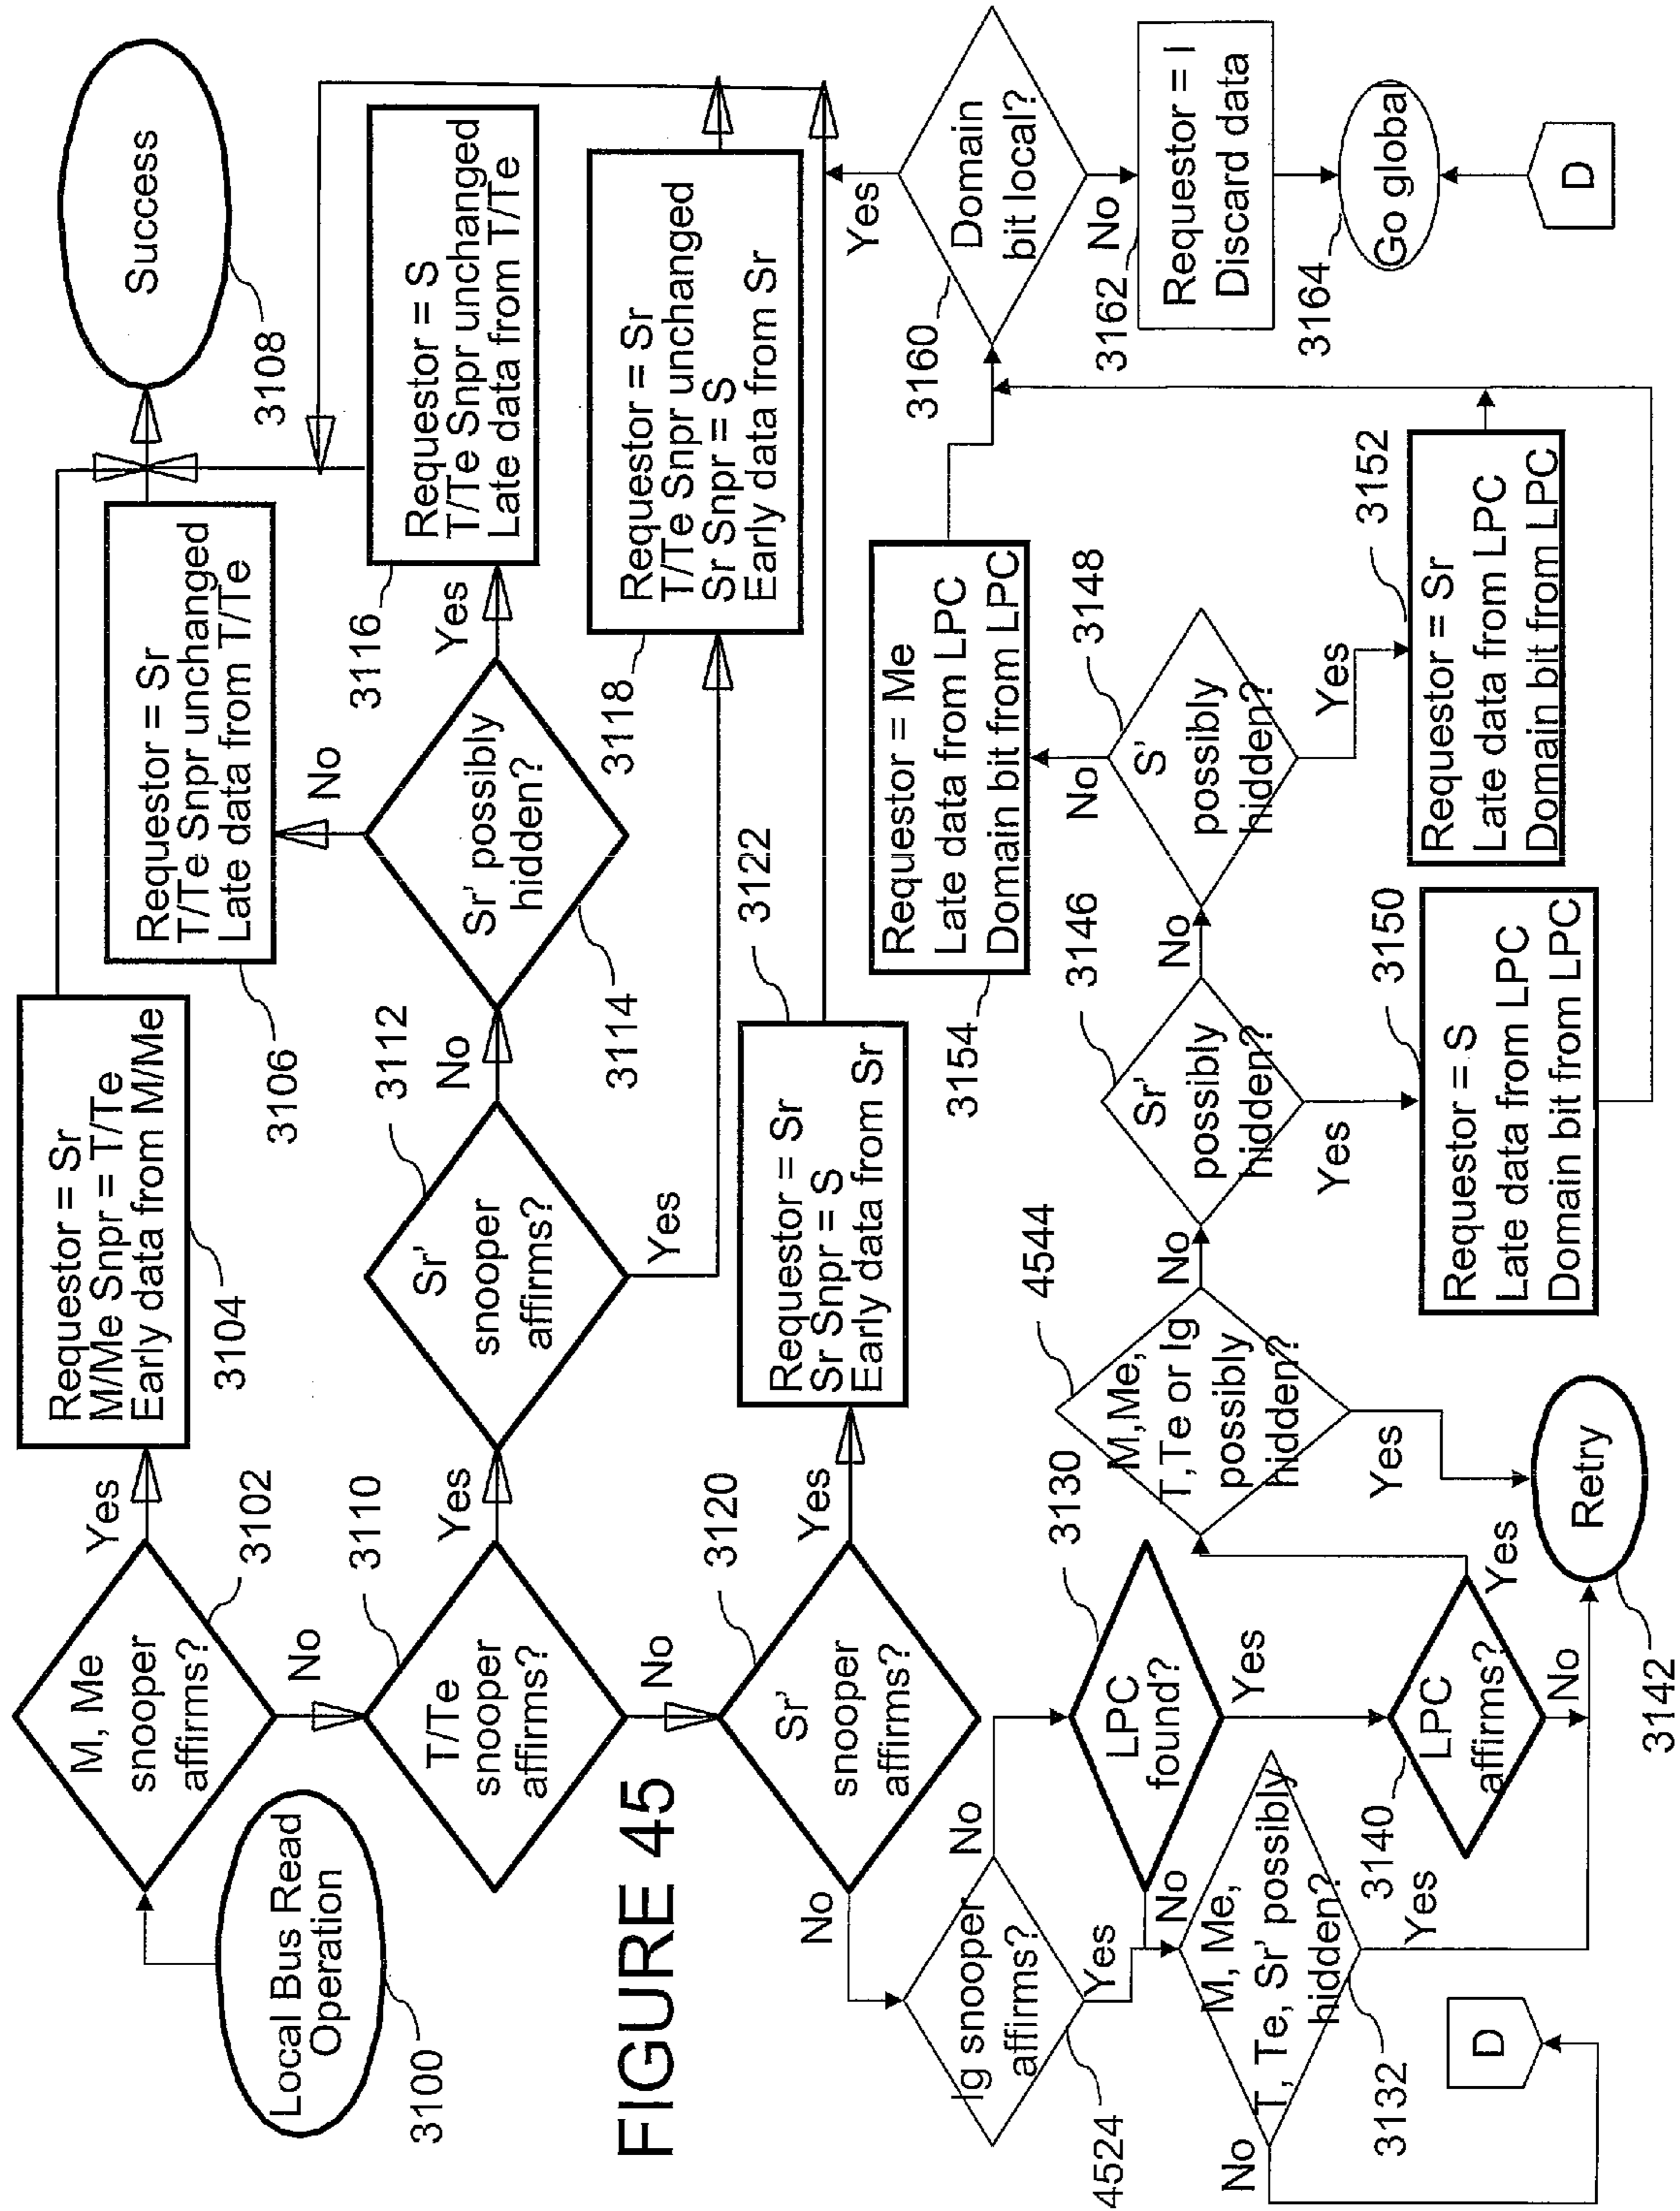 Local Bus Read
Operation
3100
M, Me
snooper
affirms?
3102
Yes
No
Requestor = Sr
M/Me Snpr = T/Te
Early data from M/Me
3104
Requestor = Sr
T/Te Snpr unchanged
Late data from T/Te
3106
Success
3108
T/Te
snooper
affirms?
3110
Yes
No
Sr'
snooper
affirms?
3112
No
Yes
Sr' possibly
hidden?
3114
No
Yes
Requestor = S
T/Te Snpr unchanged
Late data from T/Te
3116
Requestor = Sr
T/Te Snpr unchanged
Sr Snpr = S
Early data from Sr
3118
FIGURE 45
Sr'
snooper
affirms?
3120
Yes
No
Requestor = Sr
Sr Snpr = S
Early data from Sr
3122
Ig snooper
affirms?
4524
No
Yes
LPC
found?
3130
No
Yes
M, Me,
T, Te, Sr' possibly
hidden?
3132
No
Yes
D
LPC
affirms?
3140
Yes
No
Retry
3142
M,Me,
T,Te or Ig
possibly
hidden?
4544
No
Yes
Sr'
possibly
hidden?
3146
No
Yes
S'
possibly
hidden?
3148
No
Yes
Requestor = S
Late data from LPC
Domain bit from LPC
3150
Requestor = Sr
Late data from LPC
Domain bit from LPC
3152
Requestor = Me
Late data from LPC
Domain bit from LPC
3154
Domain
bit local?
3160
Yes
No
Requestor = I
Discard data
3162
Go global
3164
D